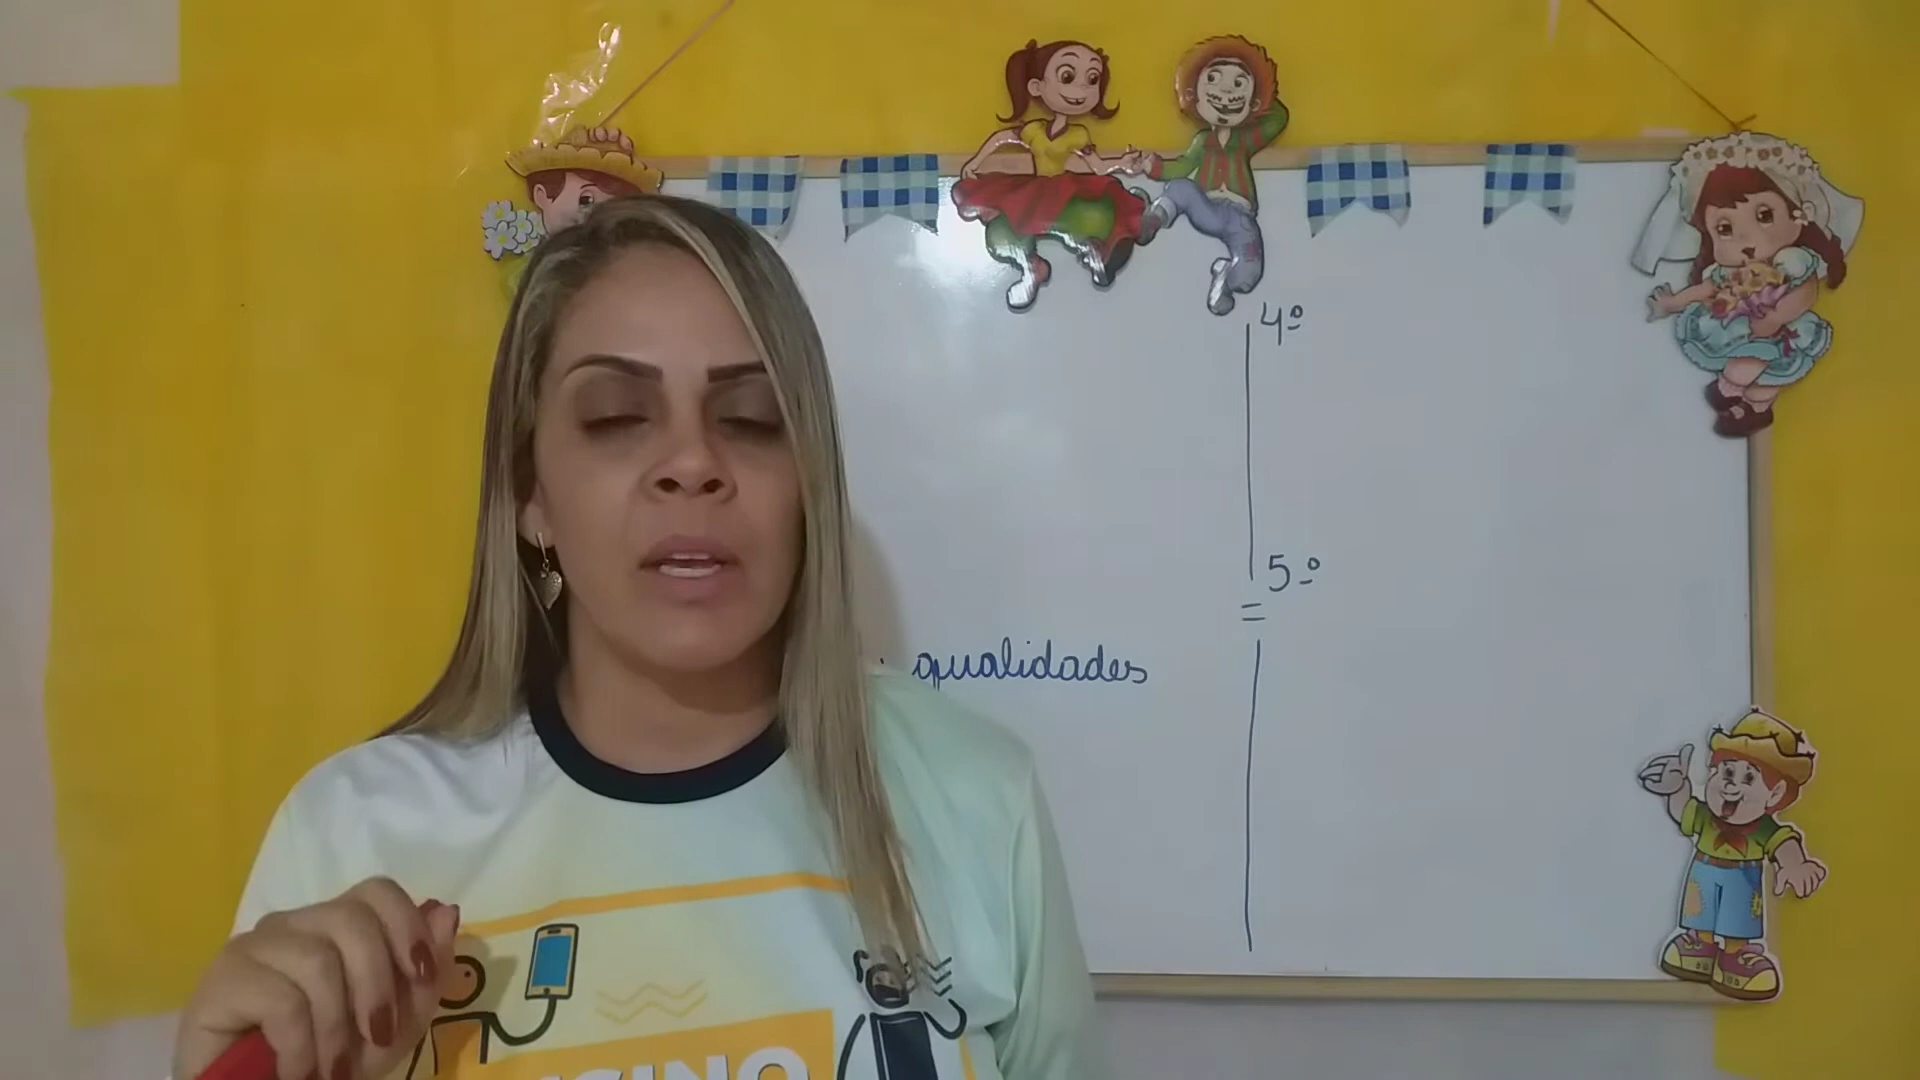 4º
5º
=
qualidades